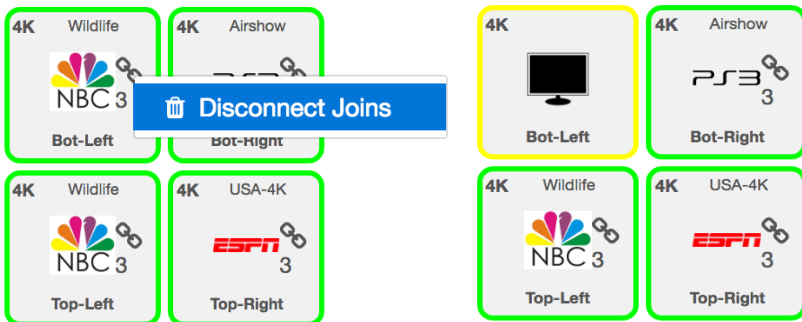 4K Wildlife
4K Airshow
NBC 3
Disconnect Joins
Bot-Left
Bot-Right
4K Wildlife
4K USA-4K
NBC 3
ESPN 3
Top-Left
Top-Right
4K
4K Airshow
PS3
3
Bot-Left
Bot-Right
4K Wildlife
4K USA-4K
NBC 3
ESPN 3
Top-Left
Top-Right